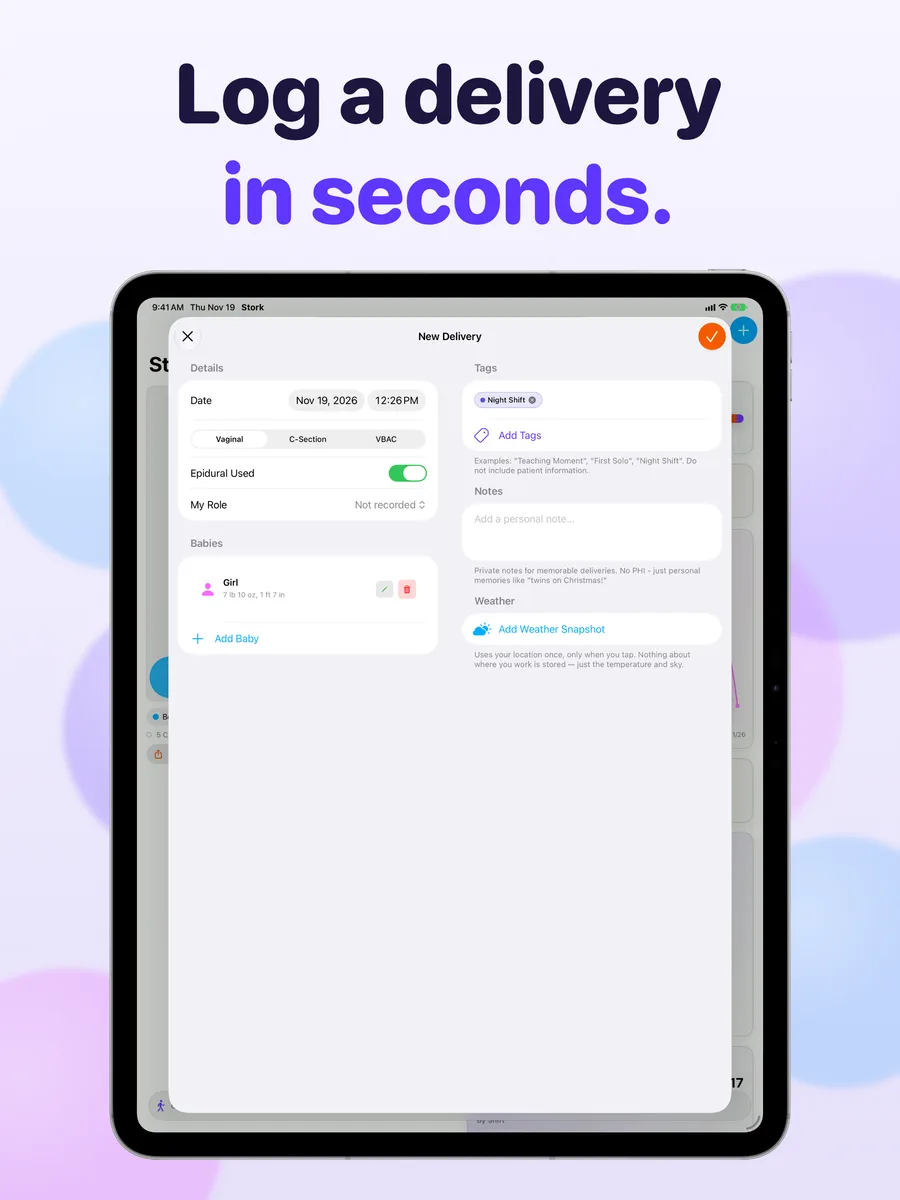 Log a delivery
in seconds.
9:41 AM Thu Nov 19 Stork
New Delivery
Details
Date Nov 19, 2026 12:26 PM
Vaginal C-Section VBAC
Epidural Used
My Role Not recorded
Babies
Girl
7 lb 10 oz, 1 ft 7 in
Add Baby
Tags
Night Shift
Add Tags
Examples: "Teaching Moment", "First Solo", "Night Shift". Do
not include patient information.
Notes
Add a personal note...
Private notes for memorable deliveries. No PHI - just personal
memories like "twins on Christmas!"
Weather
Add Weather Snapshot
Uses your location once, only when you tap. Nothing about
where you work is stored — just the temperature and sky.
St
5
1/26
17